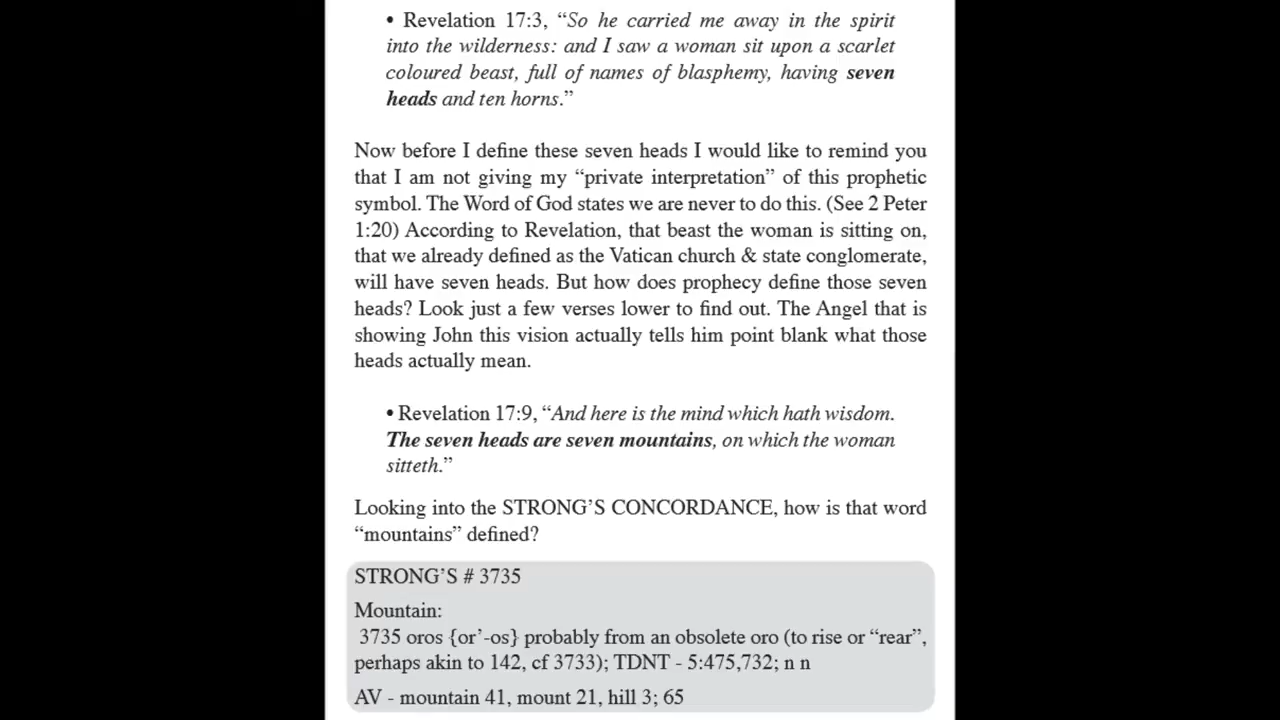 • Revelation 17:3, “So he carried me away in the spirit
into the wilderness: and I saw a woman sit upon a scarlet
coloured beast, full of names of blasphemy, having seven
heads and ten horns.”
Now before I define these seven heads I would like to remind you
that I am not giving my “private interpretation” of this prophetic
symbol. The Word of God states we are never to do this. (See 2 Peter
1:20) According to Revelation, that beast the woman is sitting on,
that we already defined as the Vatican church & state conglomerate,
will have seven heads. But how does prophecy define those seven
heads? Look just a few verses lower to find out. The Angel that is
showing John this vision actually tells him point blank what those
heads actually mean.
• Revelation 17:9, “And here is the mind which hath wisdom.
The seven heads are seven mountains, on which the woman
sitteth.”
Looking into the STRONG’S CONCORDANCE, how is that word
“mountains” defined?
STRONG’S # 3735
Mountain:
3735 oros {or’-os} probably from an obsolete oro (to rise or “rear”,
perhaps akin to 142, cf 3733); TDNT - 5:475,732; n n
AV - mountain 41, mount 21, hill 3; 65